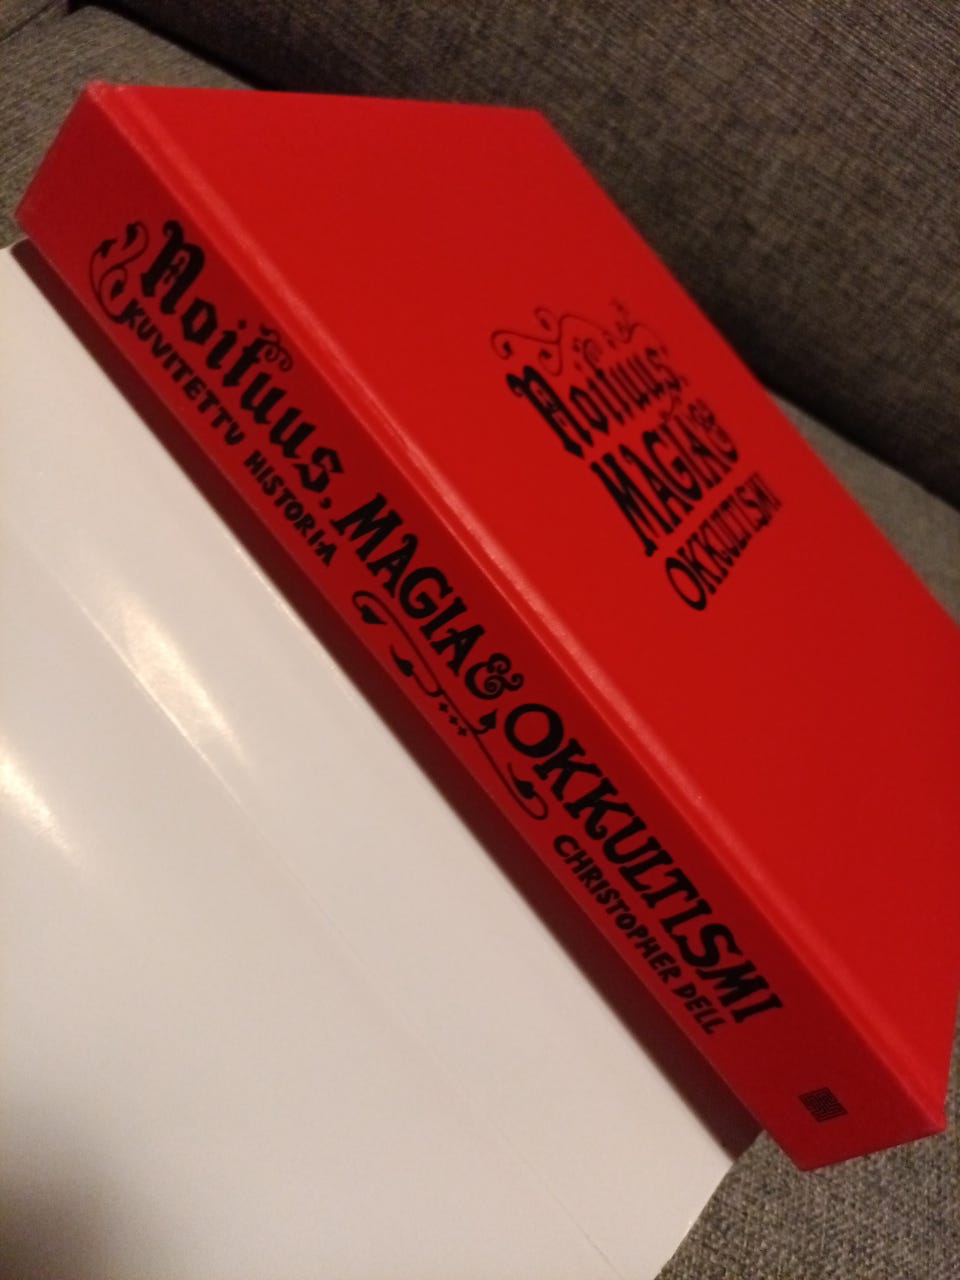 Noituus, MAGIA & OKKULTISMI
KUVITETTU HISTORIA
CHRISTOPHER DELL
Noituus,
MAGIA &
OKKULTISMI